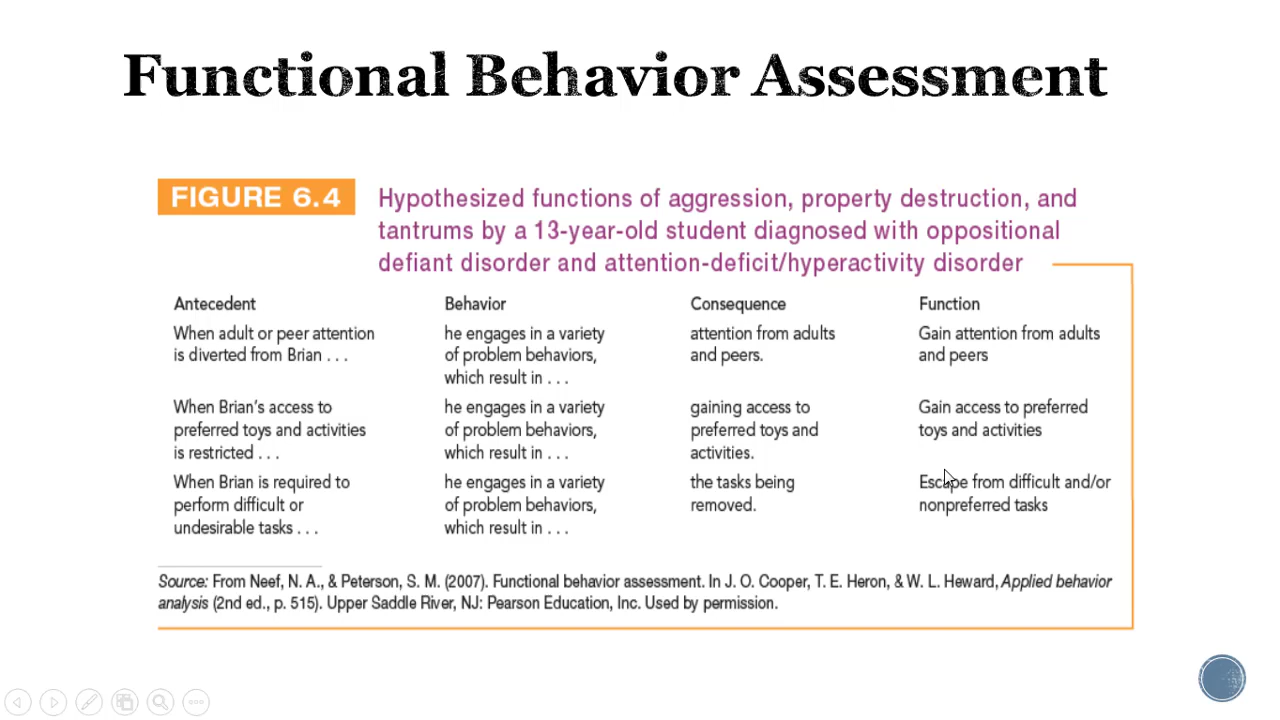 Functional Behavior Assessment
FIGURE 6.4
Hypothesized functions of aggression, property destruction, and
tantrums by a 13-year-old student diagnosed with oppositional
defiant disorder and attention-deficit/hyperactivity disorder
Antecedent
Behavior
Consequence
Function
When adult or peer attention
is diverted from Brian . . .
he engages in a variety
of problem behaviors,
which result in . . .
attention from adults
and peers.
Gain attention from adults
and peers
When Brian's access to
preferred toys and activities
is restricted . . .
he engages in a variety
of problem behaviors,
which result in . . .
gaining access to
preferred toys and
activities.
Gain access to preferred
toys and activities
When Brian is required to
perform difficult or
undesirable tasks . . .
he engages in a variety
of problem behaviors,
which result in . . .
the tasks being
removed.
Escape from difficult and/or
nonpreferred tasks
Source: From Neef, N. A., & Peterson, S. M. (2007). Functional behavior assessment. In J. O. Cooper, T. E. Heron, & W. L. Heward, Applied behavior
analysis (2nd ed., p. 515). Upper Saddle River, NJ: Pearson Education, Inc. Used by permission.